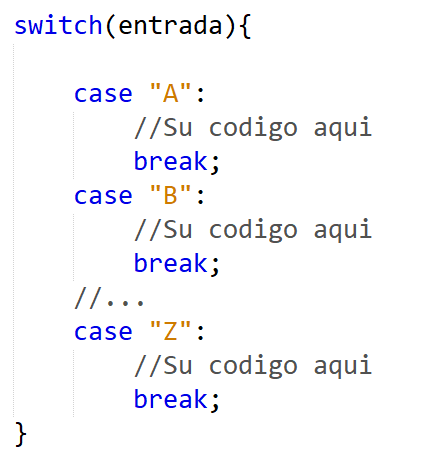 switch(entrada){
case "A":
//Su codigo aqui
break;
case "B":
//Su codigo aqui
break;
//...
case "Z":
//Su codigo aqui
break;
}